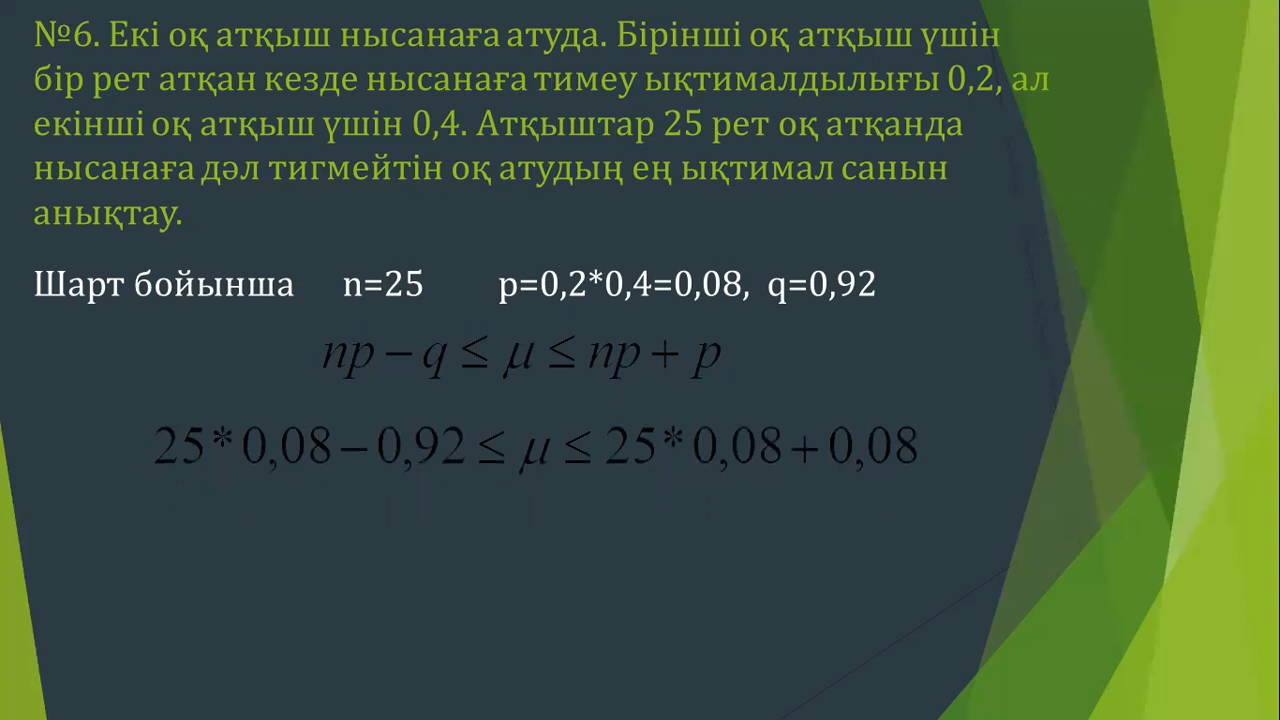 №6. Екі оқ атқыш нысанаға атуда. Бірінші оқ атқыш үшін
бір рет атқан кезде нысанаға тимеу ықтималдылығы 0,2, ал
екінші оқ атқыш үшін 0,4. Атқыштар 25 рет оқ атқанда
нысанаға дәл тигмейтін оқ атудың ең ықтимал санын
анықтау.
Шарт бойынша n=25 p=0,2*0,4=0,08, q=0,92
np − q ≤ μ ≤ np + p
25*0,08 − 0,92 ≤ μ ≤ 25*0,08 + 0,08